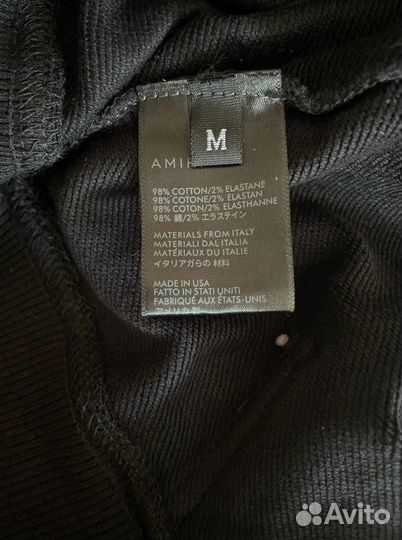 M
AMIR
98% COTTON/2% ELASTANE
98% COTONE/2% ELASTAN
98% COTON/2% ELASTHANNE
98% 綿/2% エラステイン
MATERIALS FROM ITALY
MATERIALI DAL ITALIA
MATERIAUX DU ITALIE
イタリアがらの 材料
MADE IN USA
FATTO IN STATI UNITI
FABRIQUÉ AUX ÉTATS-UNIS
Avito